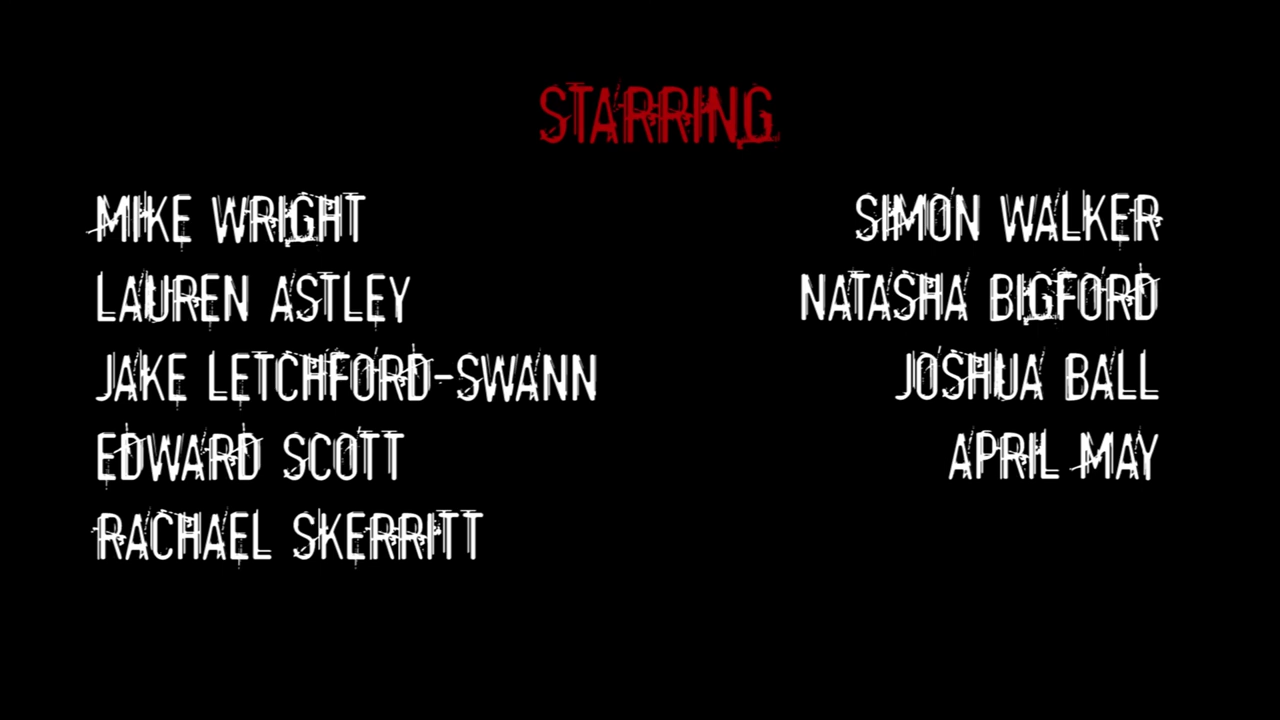 STARRING
MIKE WRIGHT
LAUREN ASTLEY
JAKE LETCHFORD-SWANN
EDWARD SCOTT
RACHAEL SKERRITT
SIMON WALKER
NATASHA BIGFORD
JOSHUA BALL
APRIL MAY